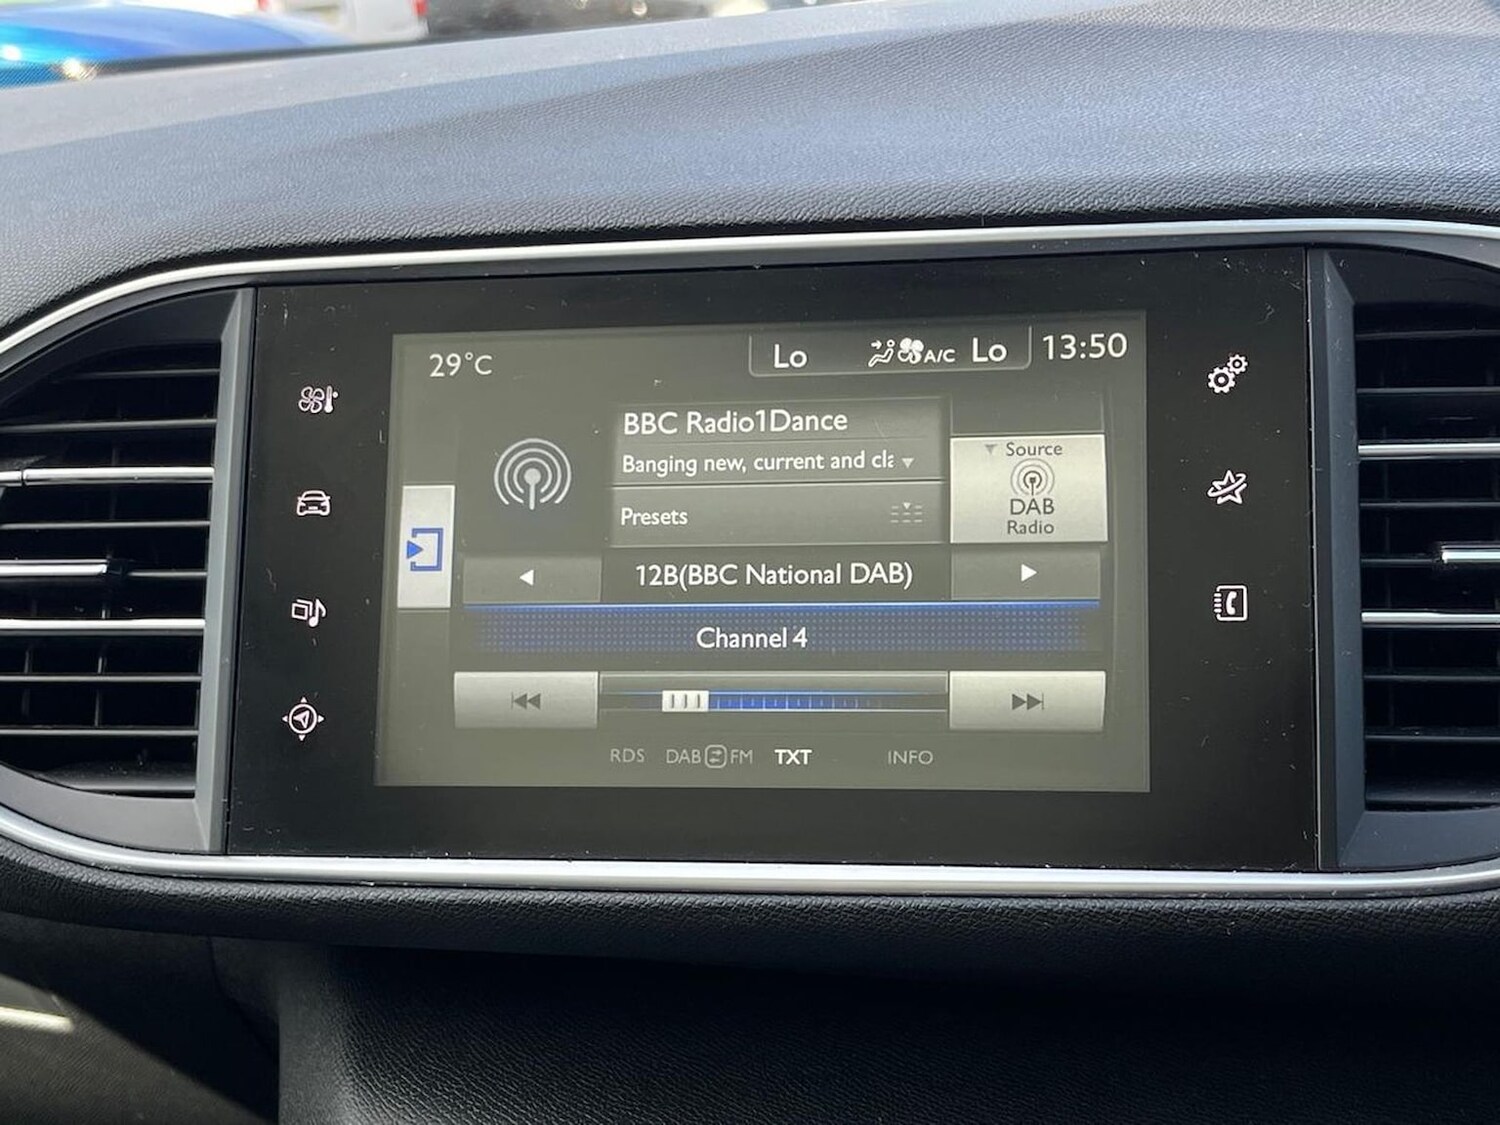 29°C
Lo A/C Lo 13:50
BBC Radio1Dance
Banging new, current and cla
Source
DAB
Radio
Presets
12B(BBC National DAB)
Channel 4
RDS DAB FM TXT INFO